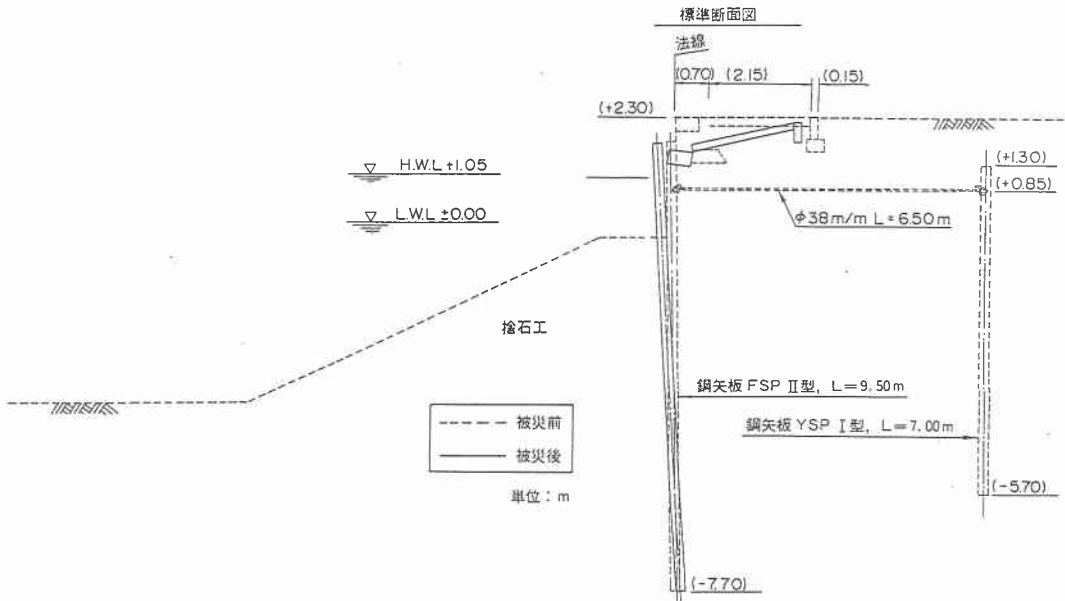 標準断面図
法線
(0.70) (2.15) (0.15)
(+2.30)
H.W.L +1.05
(+1.30)
(+0.85)
L.W.L ±0.00
φ38m/m L=6.50m
捨石工
鋼矢板 FSP Ⅱ型, L=9.50m
被災前
鋼矢板 YSP Ⅰ型, L=7.00m
被災後
単位：m
(-5.70)
(-7.70)